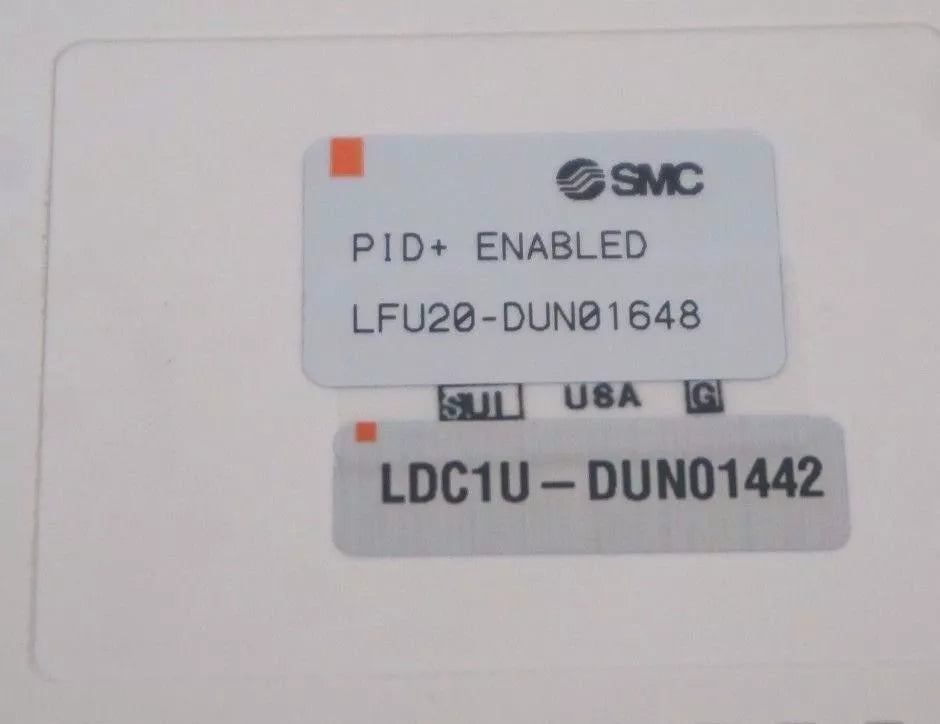 SMC
PID+ ENABLED
LFU20-DUN01648
USA G
LDC1U-DUN01442